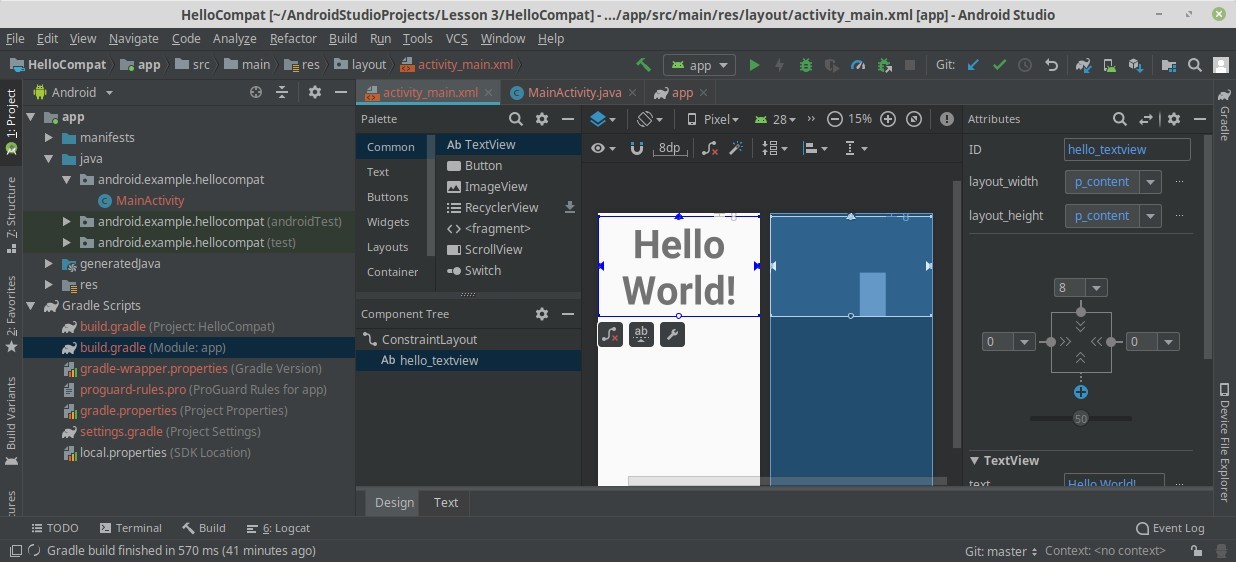 HelloCompat [~/AndroidStudioProjects/Lesson 3/HelloCompat] - .../app/src/main/res/layout/activity_main.xml [app] - Android Studio
File Edit View Navigate Code Analyze Refactor Build Run Tools VCS Window Help
HelloCompat app src main res layout activity_main.xml app Git:
Android
activity_main.xml MainActivity.java app
1: Project
7: Structure
2: Favorites
Build Variants
app
manifests
java
android.example.hellocompat
MainActivity
android.example.hellocompat (androidTest)
android.example.hellocompat (test)
generatedJava
res
Gradle Scripts
build.gradle (Project: HelloCompat)
build.gradle (Module: app)
gradle-wrapper.properties (Gradle Version)
proguard-rules.pro (ProGuard Rules for app)
gradle.properties (Project Properties)
settings.gradle (Project Settings)
local.properties (SDK Location)
Palette
Common
Text
Buttons
Widgets
Layouts
Container
Ab TextView
Button
ImageView
RecyclerView
<fragment>
ScrollView
Switch
Component Tree
ConstraintLayout
Ab hello_textview
Pixel 28 15%
8dp
Hello
World!
ab
Attributes
ID hello_textview
layout_width p_content ...
layout_height p_content ...
8
0 0
50
TextView
text Hello World! ...
Gradle
Device File Explorer
Design Text
TODO Terminal Build 6: Logcat Event Log
Gradle build finished in 570 ms (41 minutes ago) Git: master Context: <no context>